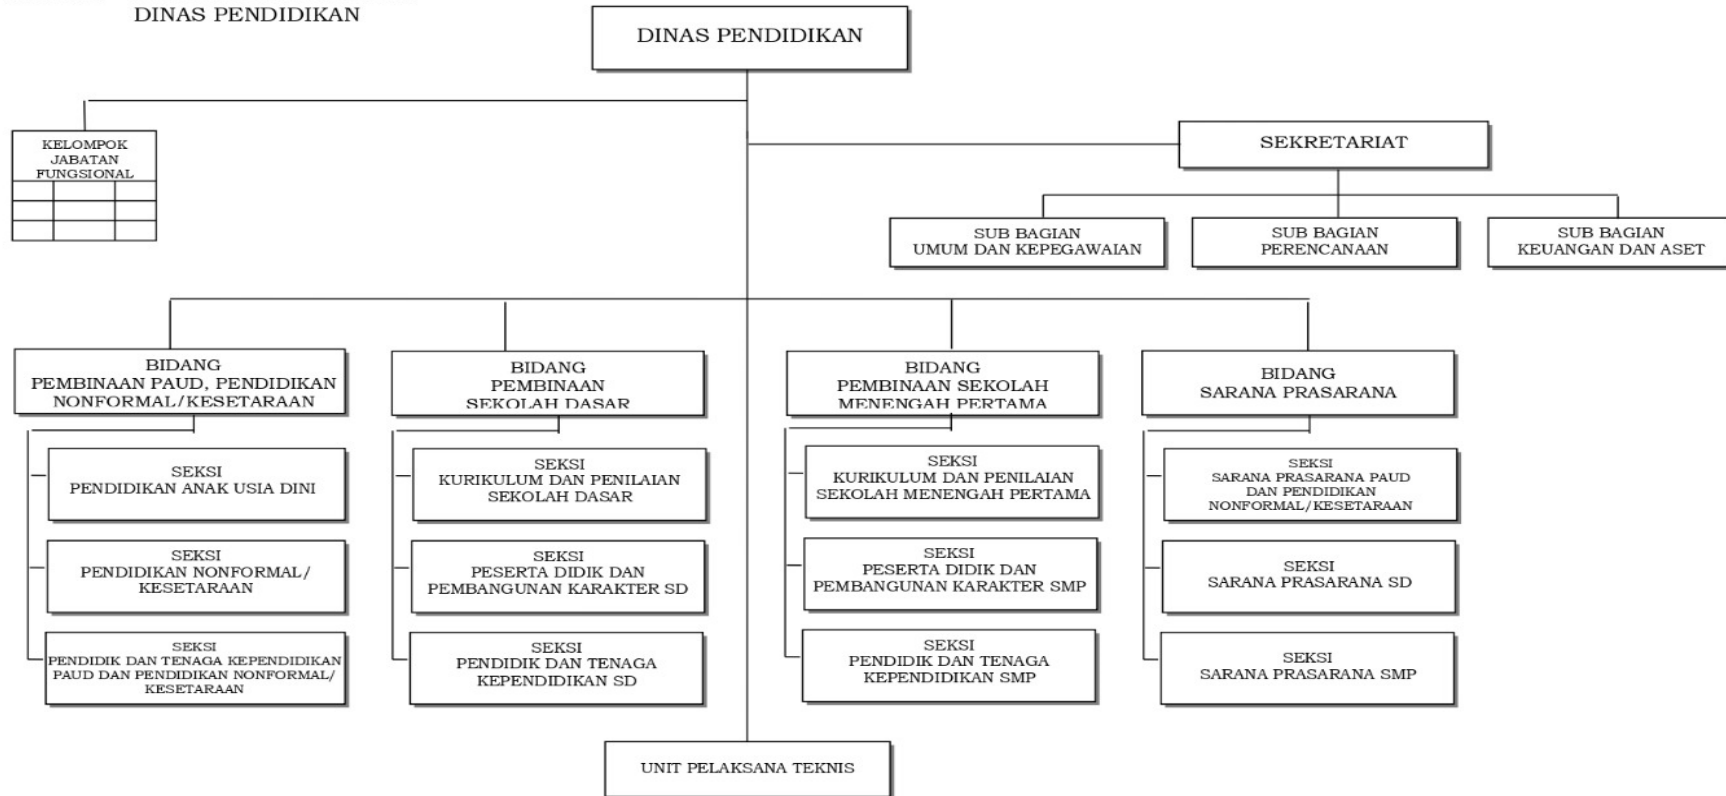 DINAS PENDIDIKAN
DINAS PENDIDIKAN
KELOMPOK
JABATAN
FUNGSIONAL
SEKRETARIAT
SUB BAGIAN
UMUM DAN KEPEGAWAIAN
SUB BAGIAN
PERENCANAAN
SUB BAGIAN
KEUANGAN DAN ASET
BIDANG
PEMBINAAN PAUD, PENDIDIKAN
NONFORMAL/KESETARAAN
BIDANG
PEMBINAAN
SEKOLAH DASAR
BIDANG
PEMBINAAN SEKOLAH
MENENGAH PERTAMA
BIDANG
SARANA PRASARANA
SEKSI
PENDIDIKAN ANAK USIA DINI
SEKSI
KURIKULUM DAN PENILAIAN
SEKOLAH DASAR
SEKSI
KURIKULUM DAN PENILAIAN
SEKOLAH MENENGAH PERTAMA
SEKSI
SARANA PRASARANA PAUD
DAN PENDIDIKAN
NONFORMAL/KESETARAAN
SEKSI
PENDIDIKAN NONFORMAL/
KESETARAAN
SEKSI
PESERTA DIDIK DAN
PEMBANGUNAN KARAKTER SD
SEKSI
PESERTA DIDIK DAN
PEMBANGUNAN KARAKTER SMP
SEKSI
SARANA PRASARANA SD
SEKSI
PENDIDIK DAN TENAGA KEPENDIDIKAN
PAUD DAN PENDIDIKAN NONFORMAL/
KESETARAAN
SEKSI
PENDIDIK DAN TENAGA
KEPENDIDIKAN SD
SEKSI
PENDIDIK DAN TENAGA
KEPENDIDIKAN SMP
SEKSI
SARANA PRASARANA SMP
UNIT PELAKSANA TEKNIS